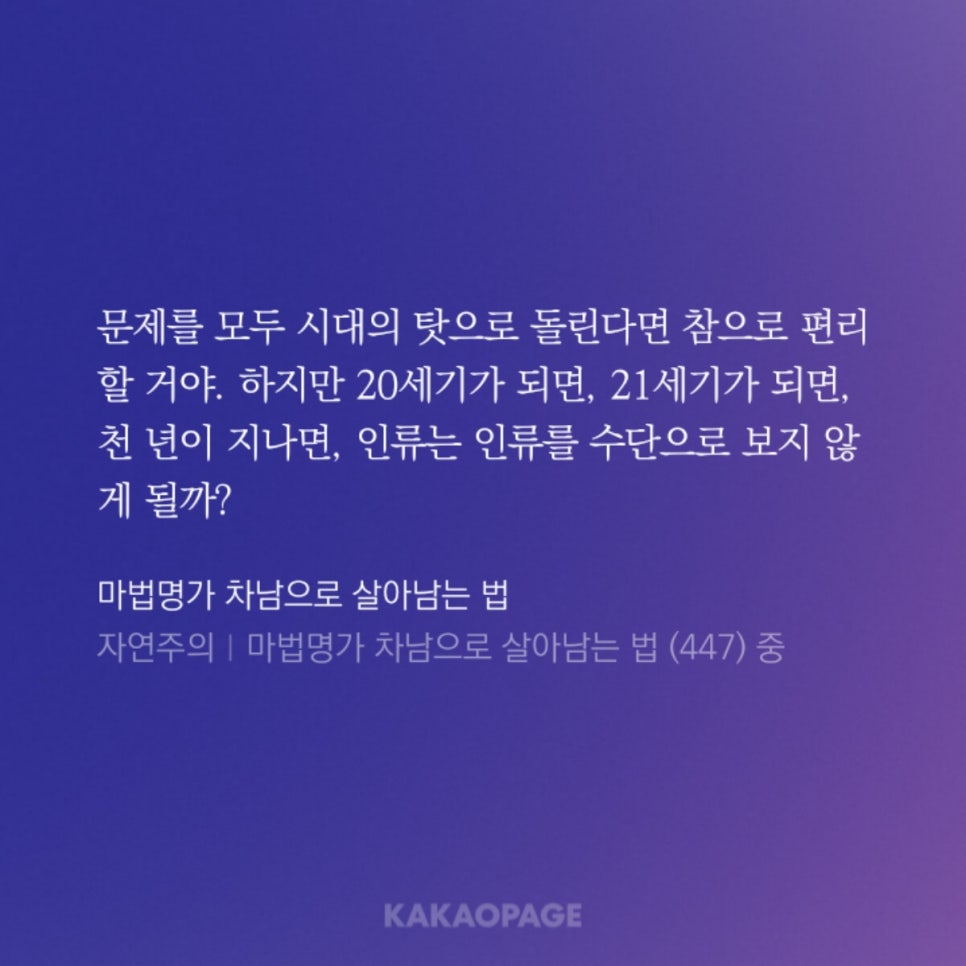 문제를 모두 시대의 탓으로 돌린다면 참으로 편리
할 거야. 하지만 20세기가 되면, 21세기가 되면,
천 년이 지나면, 인류는 인류를 수단으로 보지 않
게 될까?
마법명가 차남으로 살아남는 법
자연주의 | 마법명가 차남으로 살아남는 법 (447) 중
KAKAOPAGE